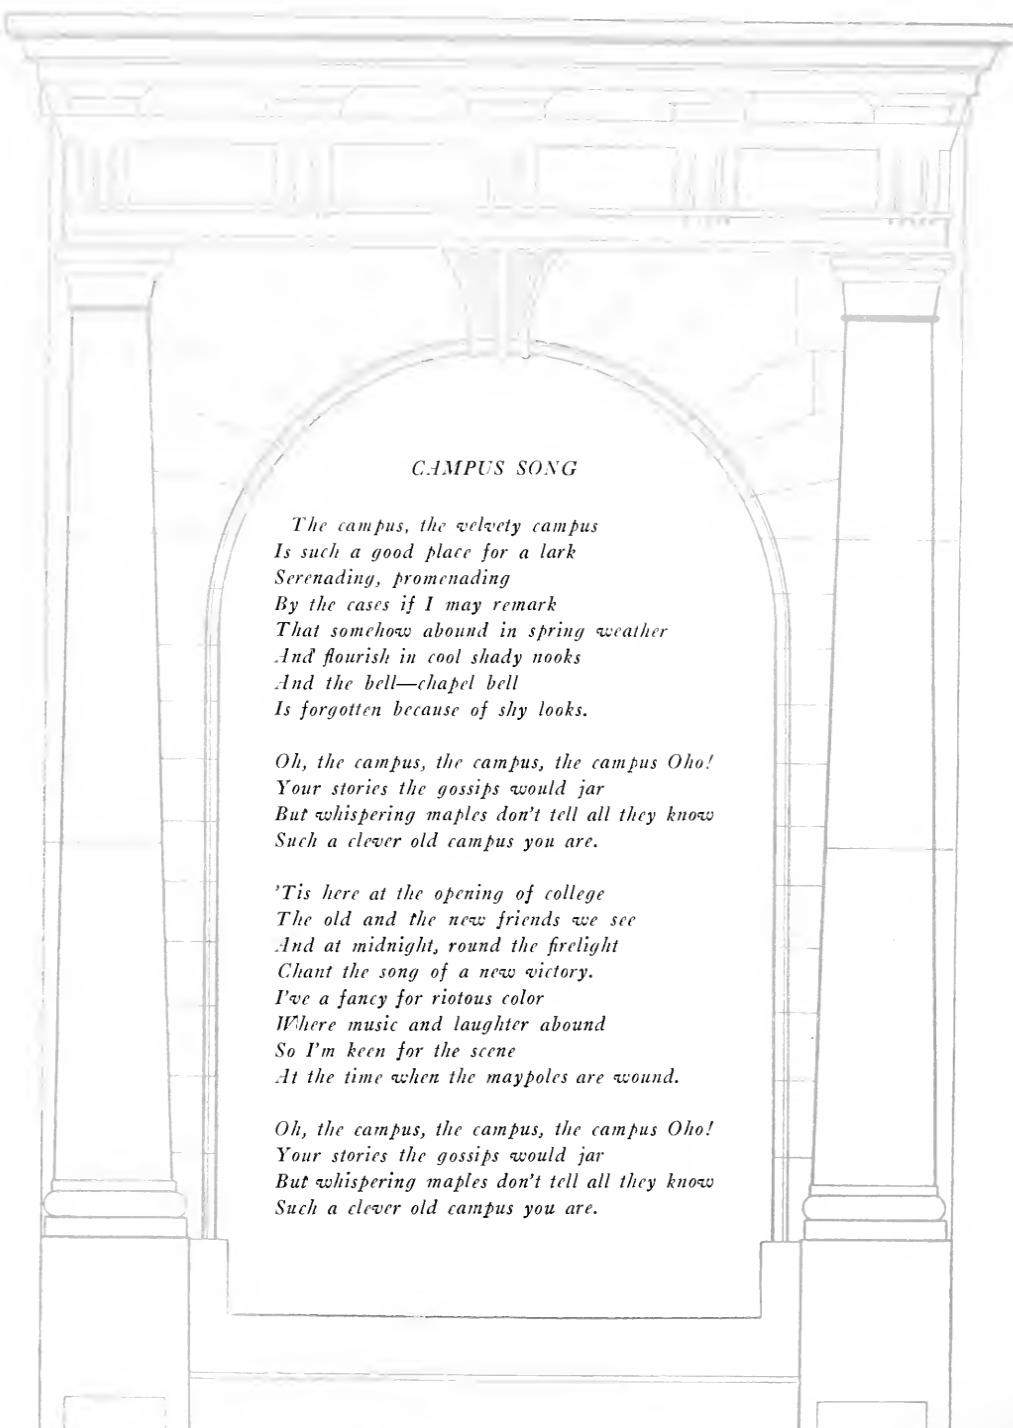 CAMPUS SONG
The campus, the velvety campus
Is such a good place for a lark
Serenading, promenading
By the cases if I may remark
That somehow abound in spring weather
And flourish in cool shady nooks
And the bell—chapel bell
Is forgotten because of shy looks.
Oh, the campus, the campus, the campus Oho!
Your stories the gossips would jar
But whispering maples don't tell all they know
Such a clever old campus you are.
'Tis here at the opening of college
The old and the new friends we see
And at midnight, round the firelight
Chant the song of a new victory.
I've a fancy for riotous color
Where music and laughter abound
So I'm keen for the scene
At the time when the maypoles are wound.
Oh, the campus, the campus, the campus Oho!
Your stories the gossips would jar
But whispering maples don't tell all they know
Such a clever old campus you are.